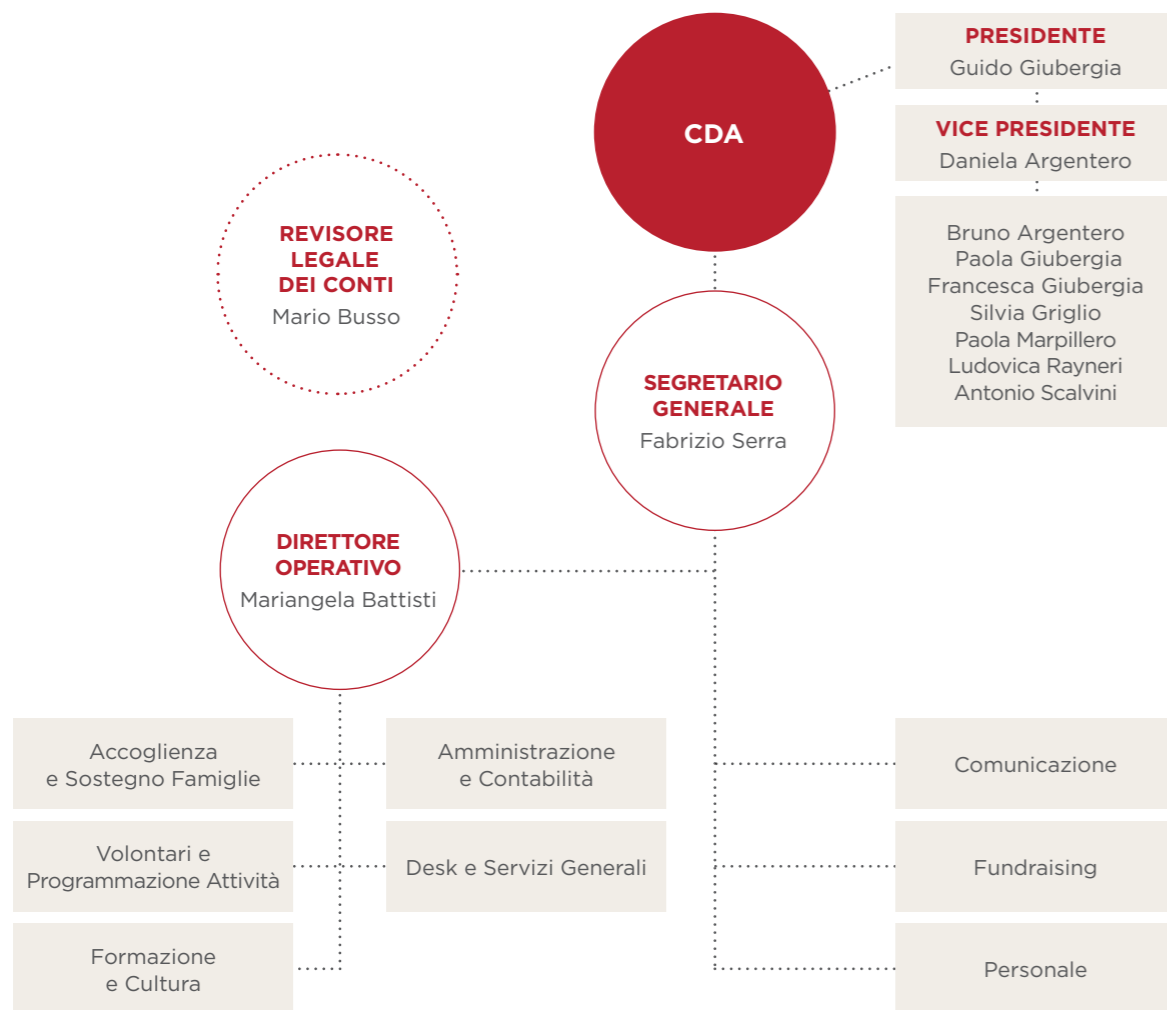 PRESIDENTE
Guido Giubergia
CDA
VICE PRESIDENTE
Daniela Argentero
Bruno Argentero
Paola Giubergia
Francesca Giubergia
Silvia Griglio
Paola Marpillero
Ludovica Rayneri
Antonio Scalvini
REVISORE
LEGALE
DEI CONTI
Mario Busso
SEGRETARIO
GENERALE
Fabrizio Serra
DIRETTORE
OPERATIVO
Mariangela Battisti
Accoglienza
e Sostegno Famiglie
Amministrazione
e Contabilità
Comunicazione
Volontari e
Programmazione Attività
Desk e Servizi Generali
Fundraising
Formazione
e Cultura
Personale